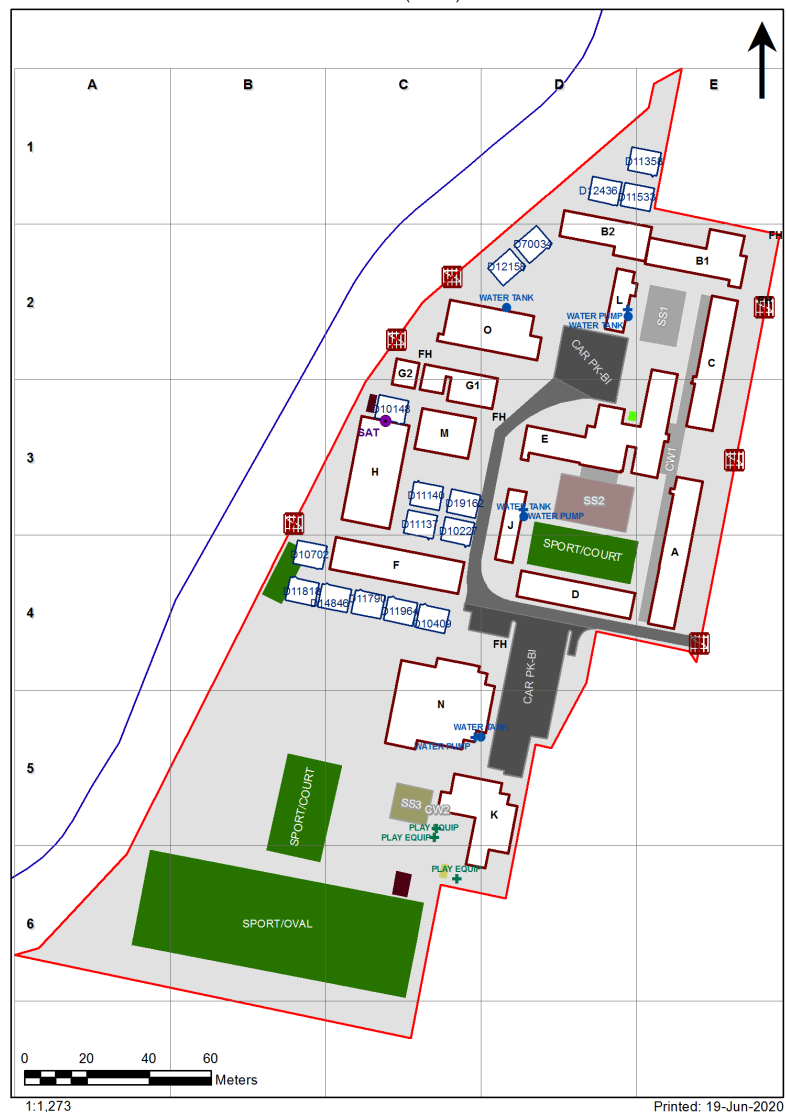 A B C D E
1
D11358
D12436
D11533
B2
FH
D70034
B1
D12158
2
WATER TANK
L
FH
WATER PUMP
SS1
WATER TANK
O
CAR PK-BI
FH
C
G2
G1
D10148
FH
SAT
M
E
3
CW1
H
D11140
D19162
SS2
WATER TANK
WATER PUMP
D11137
J
D10227
SPORT/COURT
D10702
F
A
D11818
D14846
D11790
D11964
D10409
D
4
FH
CAR PK-BI
N
WATER TANK
WATER PUMP
5
SPORT/COURT
SS3
CW2
K
PLAY EQUIP
PLAY EQUIP
PLAY EQUIP
6
SPORT/OVAL
0 20 40 60
Meters
1:1,273
Printed: 19-Jun-2020